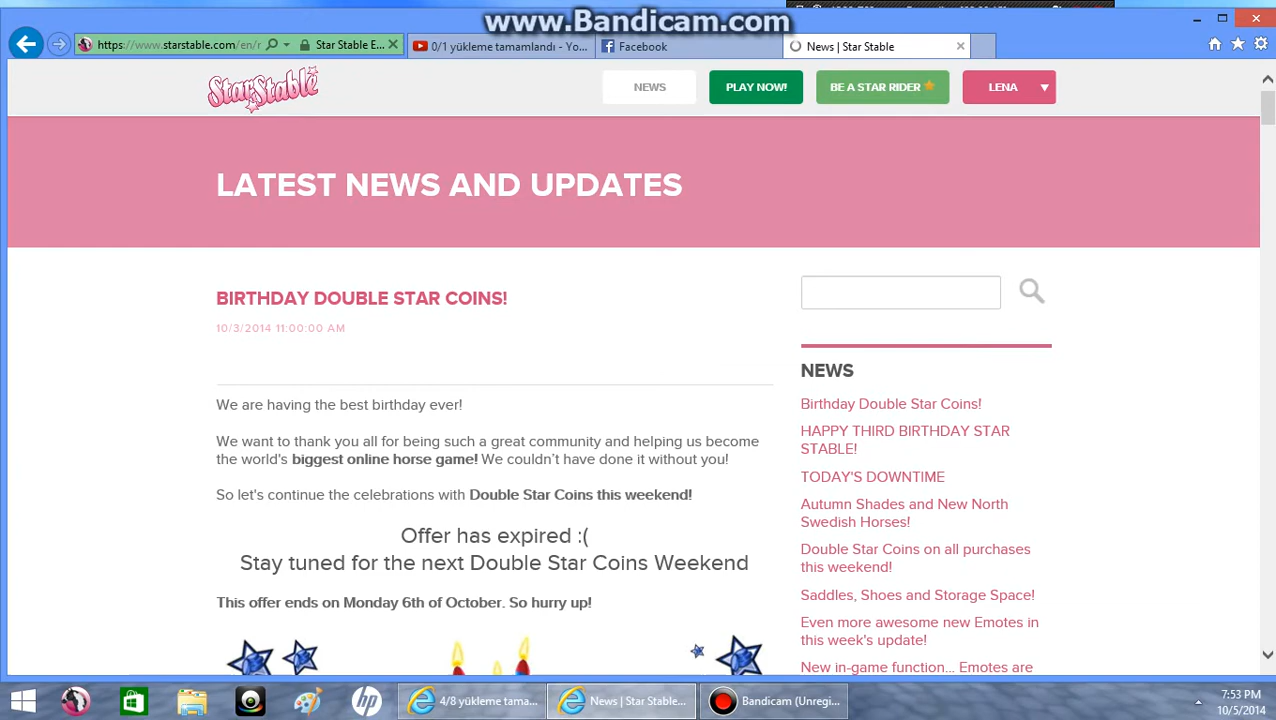 www.Bandicam.com
https://www.starstable.com/en/r
Star Stable E...
0/1 yükleme tamamlandı - Yo...
Facebook
News | Star Stable
StarStable
NEWS
PLAY NOW!
BE A STAR RIDER
LENA
LATEST NEWS AND UPDATES
BIRTHDAY DOUBLE STAR COINS!
10/3/2014 11:00:00 AM
We are having the best birthday ever!
We want to thank you all for being such a great community and helping us become
the world's biggest online horse game! We couldn't have done it without you!
So let's continue the celebrations with Double Star Coins this weekend!
Offer has expired :(
Stay tuned for the next Double Star Coins Weekend
This offer ends on Monday 6th of October. So hurry up!
NEWS
Birthday Double Star Coins!
HAPPY THIRD BIRTHDAY STAR
STABLE!
TODAY'S DOWNTIME
Autumn Shades and New North
Swedish Horses!
Double Star Coins on all purchases
this weekend!
Saddles, Shoes and Storage Space!
Even more awesome new Emotes in
this week's update!
New in-game function... Emotes are
hp
4/8 yükleme tama...
News | Star Stable...
Bandicam (Unregi...
7:53 PM
10/5/2014